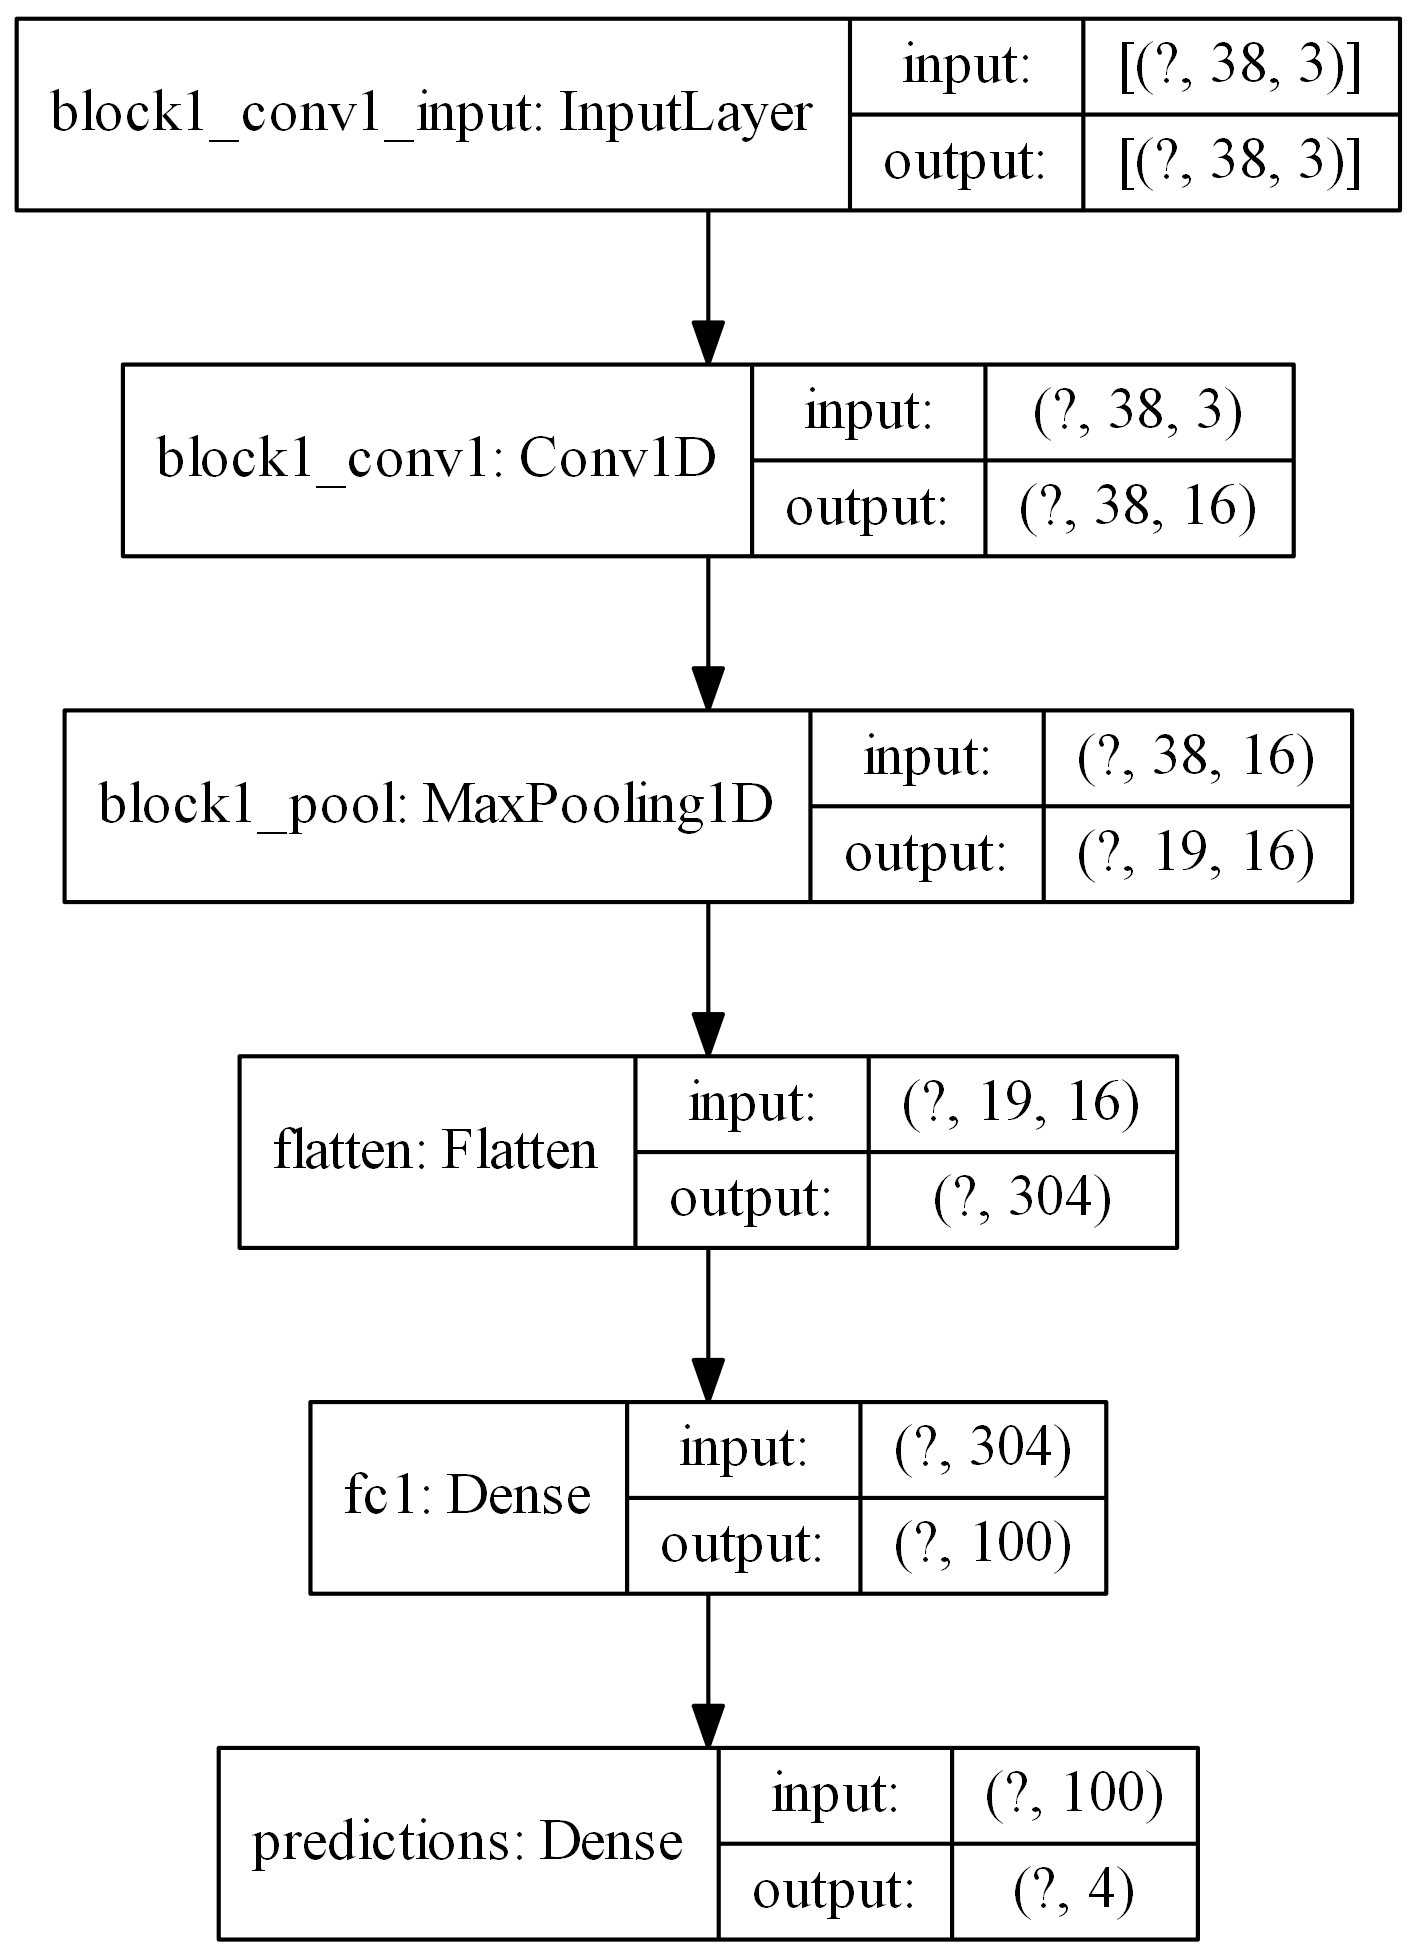 block1_conv1_input: InputLayer
input:
[(?, 38, 3)]
output:
[(?, 38, 3)]
block1_conv1: Conv1D
input:
(?, 38, 3)
output:
(?, 38, 16)
block1_pool: MaxPooling1D
input:
(?, 38, 16)
output:
(?, 19, 16)
flatten: Flatten
input:
(?, 19, 16)
output:
(?, 304)
fc1: Dense
input:
(?, 304)
output:
(?, 100)
predictions: Dense
input:
(?, 100)
output:
(?, 4)